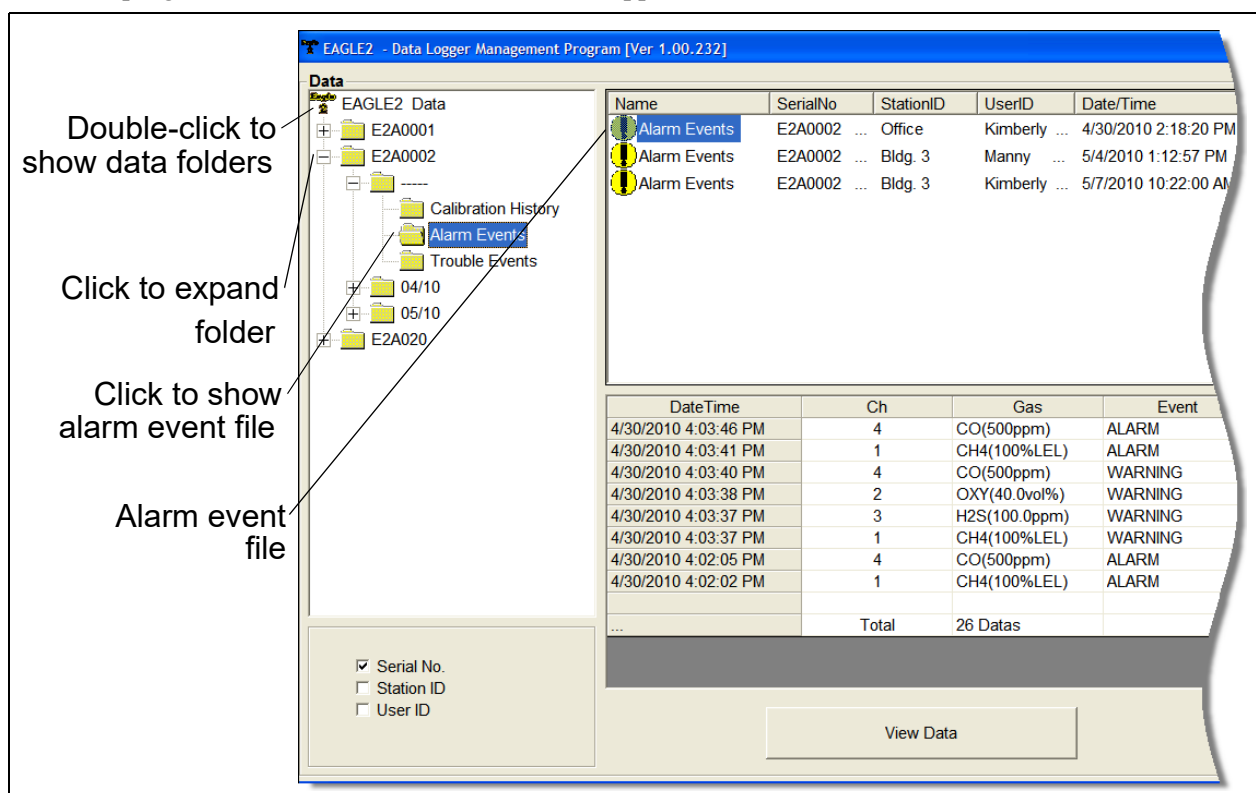 EAGLE2 - Data Logger Management Program [Ver 1.00.232]
Data
EAGLE2 Data
E2A0001
E2A0002
-----
Calibration History
Alarm Events
Trouble Events
04/10
05/10
E2A020
Double-click to
show data folders
Click to expand
folder
Click to show
alarm event file
Alarm event
file
Name SerialNo StationID UserID Date/Time
Alarm Events E2A0002 ... Office Kimberly ... 4/30/2010 2:18:20 PM
Alarm Events E2A0002 ... Bldg. 3 Manny ... 5/4/2010 1:12:57 PM
Alarm Events E2A0002 ... Bldg. 3 Kimberly ... 5/7/2010 10:22:00 AM
DateTime Ch Gas Event
4/30/2010 4:03:46 PM 4 CO(500ppm) ALARM
4/30/2010 4:03:41 PM 1 CH4(100%LEL) ALARM
4/30/2010 4:03:40 PM 4 CO(500ppm) WARNING
4/30/2010 4:03:38 PM 2 OXY(40.0vol%) WARNING
4/30/2010 4:03:37 PM 3 H2S(100.0ppm) WARNING
4/30/2010 4:03:37 PM 1 CH4(100%LEL) WARNING
4/30/2010 4:02:05 PM 4 CO(500ppm) ALARM
4/30/2010 4:02:02 PM 1 CH4(100%LEL) ALARM
... Total 26 Datas
Serial No.
Station ID
User ID
View Data